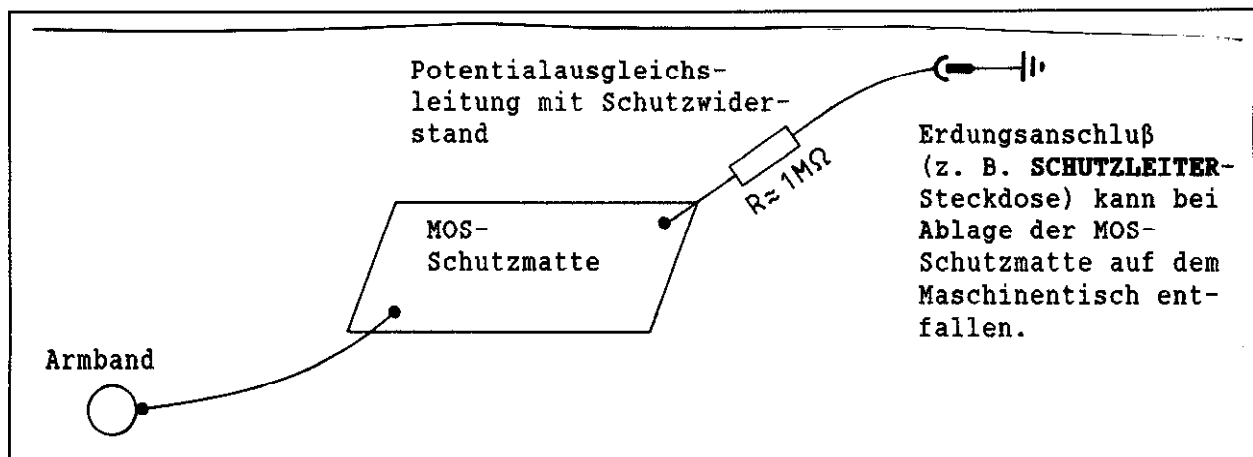 Potentialausgleichs-
leitung mit Schutzwider-
stand
R≈1MΩ
Erdungsanschluß
(z. B. SCHUTZLEITER-
Steckdose) kann bei
Ablage der MOS-
Schutzmatte auf dem
Maschinentisch ent-
fallen.
MOS-
Schutzmatte
Armband